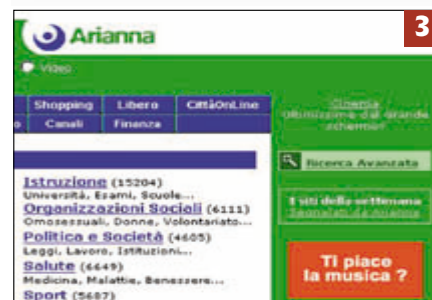 Arianna
3
Video
Shopping Libero CittàOnLine
Canali Finanza
Cinema
dal grande
schermo!
Ricerca Avanzata
Istruzione (15204)
Università, Esami, Scuole...
Organizzazioni Sociali (6111)
Omosessuali, Donne, Volontariato...
Politica e Società (4605)
Leggi, Lavoro, Istituzioni...
Salute (6649)
Medicina, Malattie, Benessere...
Sport (5687)
I siti della settimana
Segnalati da Arianna
Ti piace
la musica ?